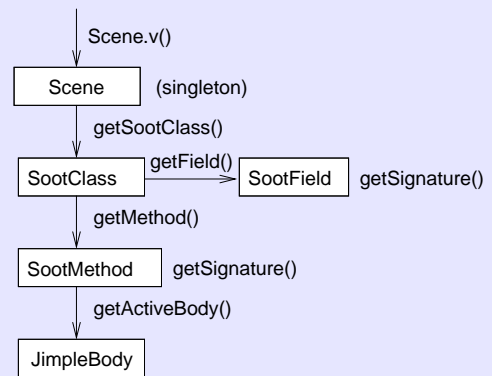 Scene.v()
Scene (singleton)
getSootClass()
getField()
SootClass SootField getSignature()
getMethod()
SootMethod getSignature()
getActiveBody()
JimpleBody